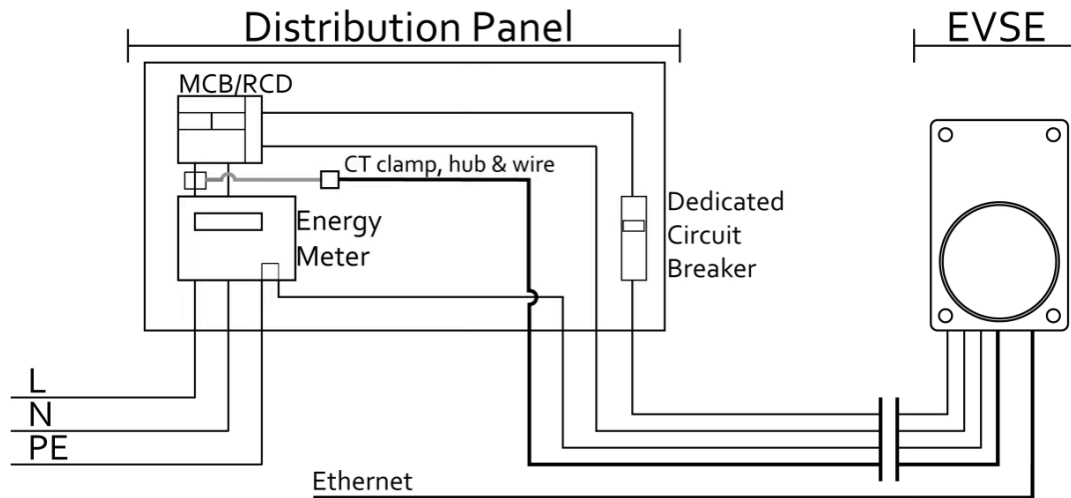 Distribution Panel
EVSE
MCB/RCD
CT clamp, hub & wire
Energy
Meter
Dedicated
Circuit
Breaker
L
N
PE
Ethernet